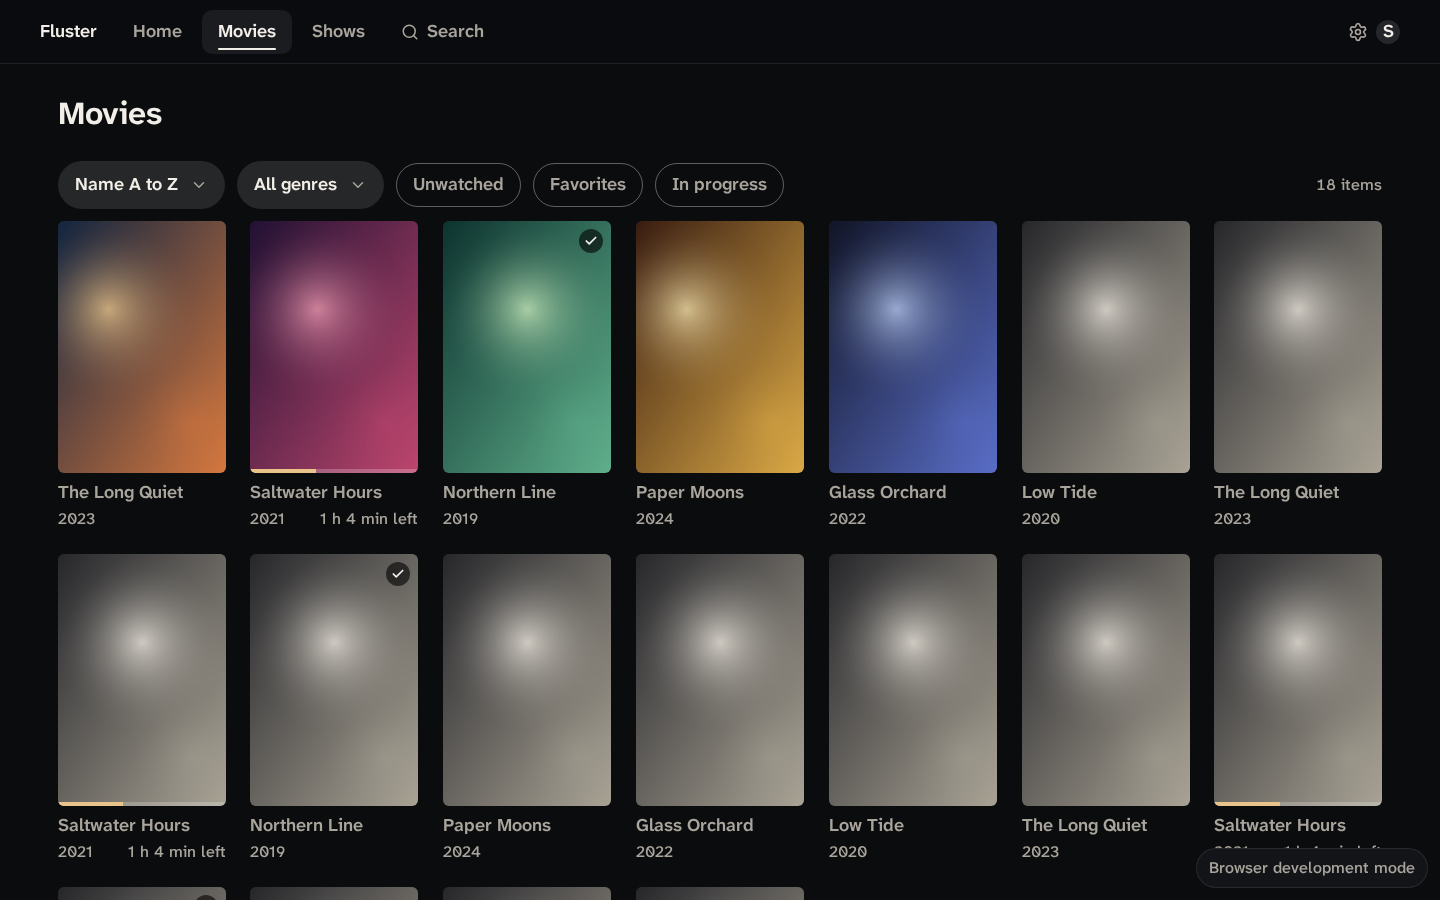 Fluster Home Movies Shows Search S
Movies
Name A to Z All genres Unwatched Favorites In progress 18 items
The Long Quiet Saltwater Hours Northern Line Paper Moons Glass Orchard Low Tide The Long Quiet
2023 2021 1 h 4 min left 2019 2024 2022 2020 2023
Saltwater Hours Northern Line Paper Moons Glass Orchard Low Tide The Long Quiet Saltwater Hours
2021 1 h 4 min left 2019 2024 2022 2020 2023
Browser development mode